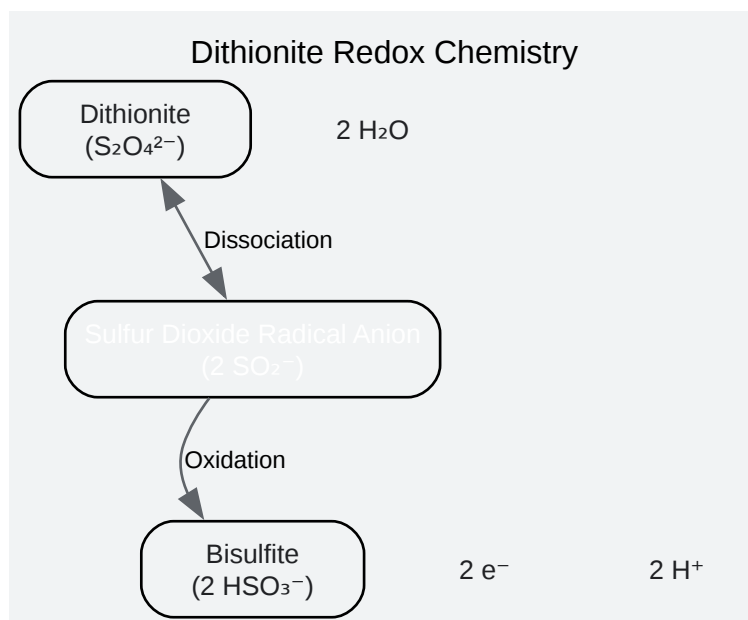 Dithionite Redox Chemistry
Dithionite
(S₂O₄²⁻)
2 H₂O
Dissociation
Sulfur Dioxide Radical Anion
(2 SO₂⁻)
Oxidation
Bisulfite
(2 HSO₃⁻)
2 e⁻
2 H⁺